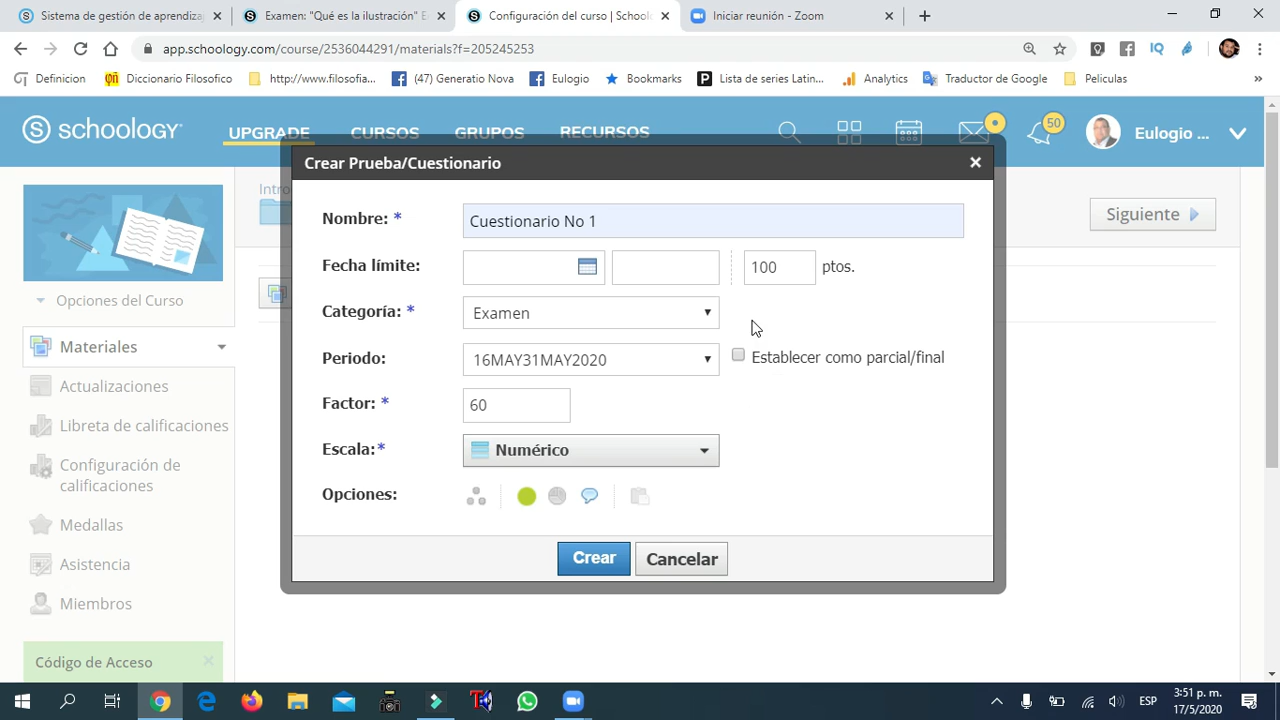 Sistema de gestión de aprendizaj
Examen: "Qué es la ilustración" E
Configuración del curso | Schoolo
Iniciar reunión - Zoom
app.schoology.com/course/2536044291/materials?f=205245253
Definicion
Diccionario Filosofico
http://www.filosofia...
(47) Generatio Nova
Eulogio
Bookmarks
Lista de series Latin...
Analytics
Traductor de Google
Películas
»
schoology
UPGRADE
CURSOS
GRUPOS
RECURSOS
50
Eulogio ...
Crear Prueba/Cuestionario
Intro
Siguiente
Nombre: *
Cuestionario No 1
Fecha límite:
100
ptos.
Categoría: *
Examen
Periodo:
16MAY31MAY2020
Establecer como parcial/final
Factor: *
60
Escala:*
Numérico
Opciones:
Crear
Cancelar
Opciones del Curso
Materiales
Actualizaciones
Libreta de calificaciones
Configuración de
calificaciones
Medallas
Asistencia
Miembros
Código de Acceso
ESP
3:51 p. m.
17/5/2020